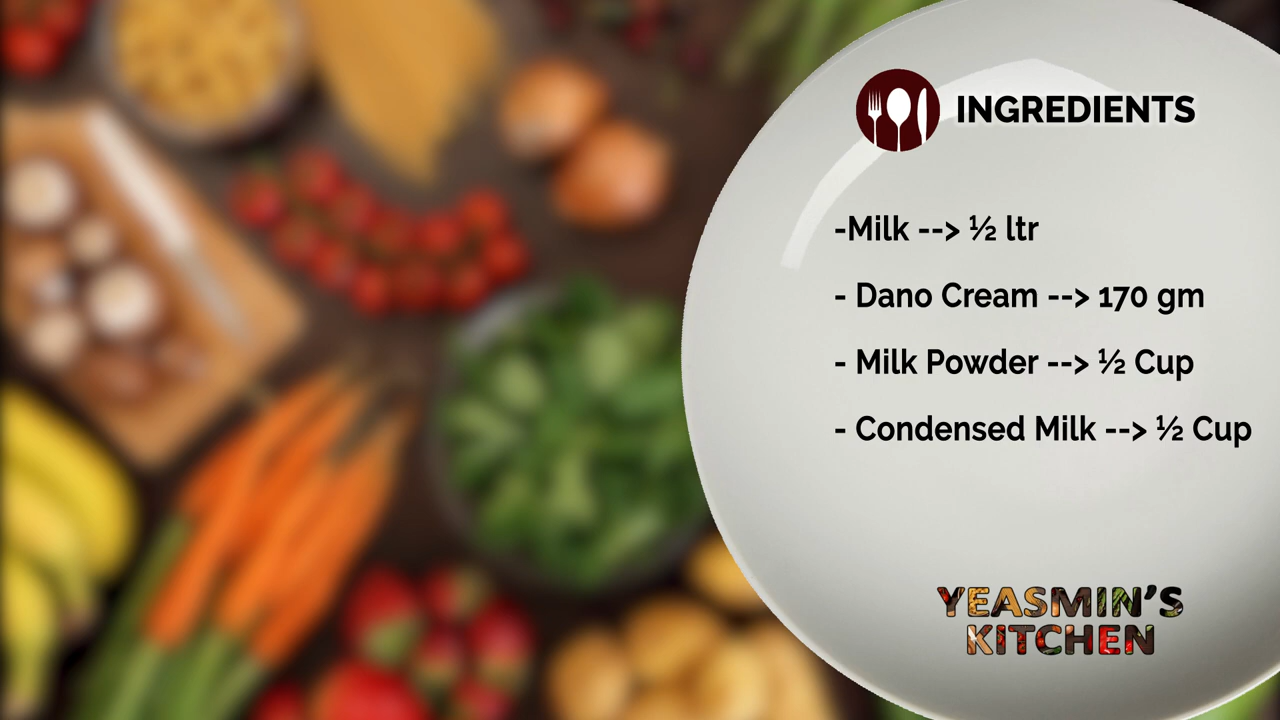 INGREDIENTS
-Milk --> ½ ltr
- Dano Cream --> 170 gm
- Milk Powder --> ½ Cup
- Condensed Milk --> ½ Cup
YEASMIN'S
KITCHEN